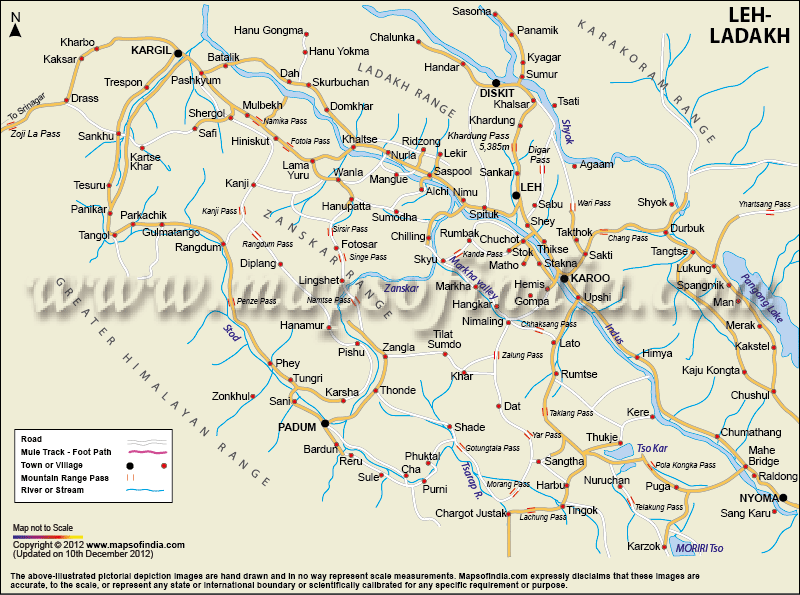 N
LEH-
LADAKH
Sasoma
Panamik
Hanu Gongma
Chalunka
Kharbo
KARGIL
Hanu Yokma
Kyagar
Kaksar
Batalik
Handar
Sumur
LADAKH RANGE
KARAKORAM RANGE
Pashkyum
Dah
Skurbuchan
Trespon
DISKIT
Drass
Khalsar
Tsati
To Srinagar
Mulbekh
Domkhar
Shergol
Khardung
Zoji La Pass
Namika Pass
Shyok
Sankhu
Safi
Hiniskut
Fotola Pass
Khaltse
Ridzong
Khardung Pass
5,385m
Digar
Pass
Kartse
Khar
Nurla
Lekir
Lama
Yuru
Wanla
Saspool
Sankar
Agaam
Tesuru
Kanji
Mangue
Alchi
Nimu
LEH
Hanupatta
Sabu
Wari Pass
Shyok
Yhartsang Pass
Panikar
Parkachik
Kanji Pass
Sumodha
Spituk
Shey
ZANSKAR RANGE
Sirsir Pass
Tangol
Gulmatango
Rangdum
Rangdum Pass
Fotosar
Chilling
Rumbak
Chuchot
Thikse
Takthok
Chang Pass
Durbuk
Singe Pass
Kanda Pass
Stok
Sakti
Tangtse
Diplang
Skyu
Matho
Stakna
Lukung
Lingshet
Zanskar
Markha valley
Markha
Hemis
Gompa
KAROO
Spangmik
GREATER HIMALAYAN RANGE
www.mapsofindia.com
Penze Pass
Namtse Pass
Hangkar
Upshi
Man
Pangong Lake
Hanamur
Nimaling
Chhaksang Pass
Indus
Merak
Stod
Pishu
Zangla
Tilat
Sumdo
Zalung Pass
Lato
Himya
Kakstel
Phey
Khar
Rumtse
Kaju Kongta
Tungri
Zonkhul
Karsha
Thonde
Chushul
Sani
Dat
Taklang Pass
Kere
PADUM
Shade
Yar Pass
Thukje
Chumathang
Bardun
Gotungtala Pass
Tso Kar
Mahe
Bridge
Reru
Phuktal
Sangtha
Pola Kongka Pass
Sule
Cha
Tsarap R.
Raldong
Purni
Morang Pass
Harbu
Nuruchan
Puga
NYOMA
Telakung Pass
Chargot Justak
Lachung Pass
Tingok
Sang Karu
Karzok
MORIRI Tso
Road
Mule Track - Foot Path
Town or Village
Mountain Range Pass
River or Stream
Map not to Scale
Copyright © 2012 www.mapsofindia.com
(Updated on 10th December 2012)
The above-illustrated pictorial depiction images are hand drawn and in no way represent scale measurements. Mapsofindia.com expressly disclaims that these images are
accurate, to the scale, or represent any state or international boundary or scientifically calibrated for any specific requirement or purpose.